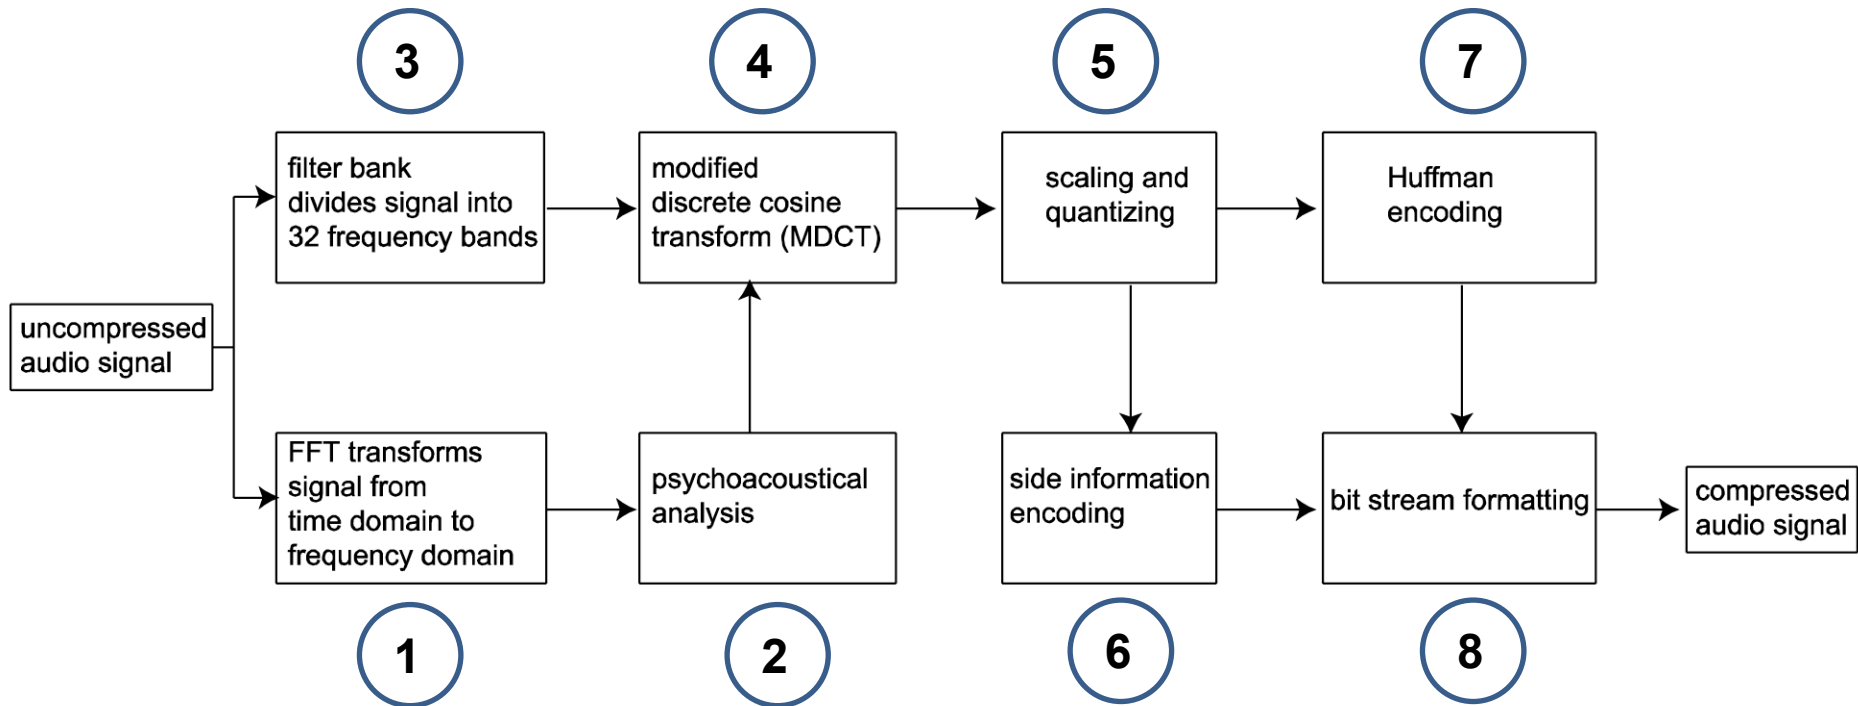 3
4
5
7
filter bank
divides signal into
32 frequency bands
modified
discrete cosine
transform (MDCT)
scaling and
quantizing
Huffman
encoding
uncompressed
audio signal
FFT transforms
signal from
time domain to
frequency domain
psychoacoustical
analysis
side information
encoding
bit stream formatting
compressed
audio signal
1
2
6
8